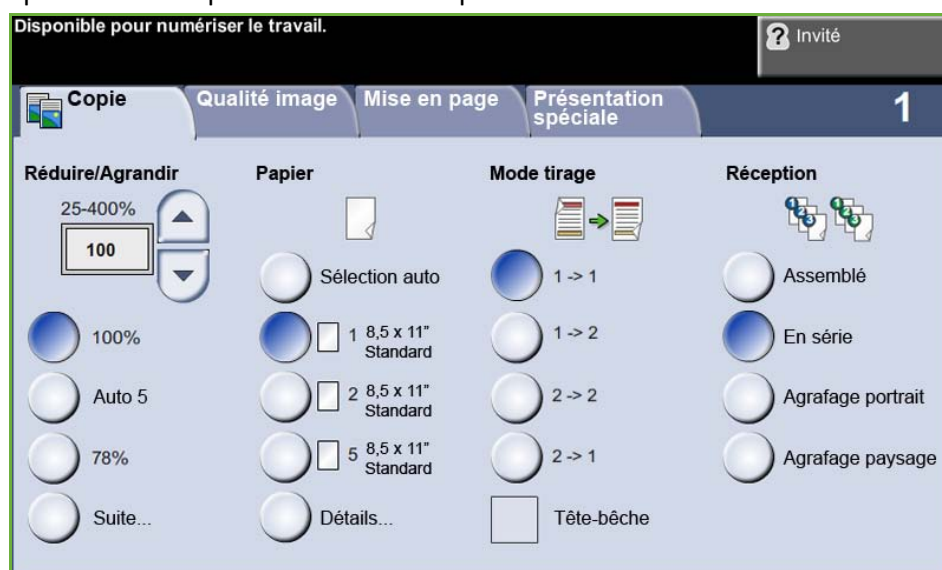 Disponible pour numériser le travail.
Invité
Copie
Qualité image
Mise en page
Présentation
spéciale
1
Réduire/Agrandir
25-400%
100
100%
Auto 5
78%
Suite...
Papier
Sélection auto
1 8,5 x 11"
Standard
2 8,5 x 11"
Standard
5 8,5 x 11"
Standard
Détails...
Mode tirage
1 -> 1
1 -> 2
2 -> 2
2 -> 1
Tête-bêche
Réception
Assemblé
En série
Agrafage portrait
Agrafage paysage